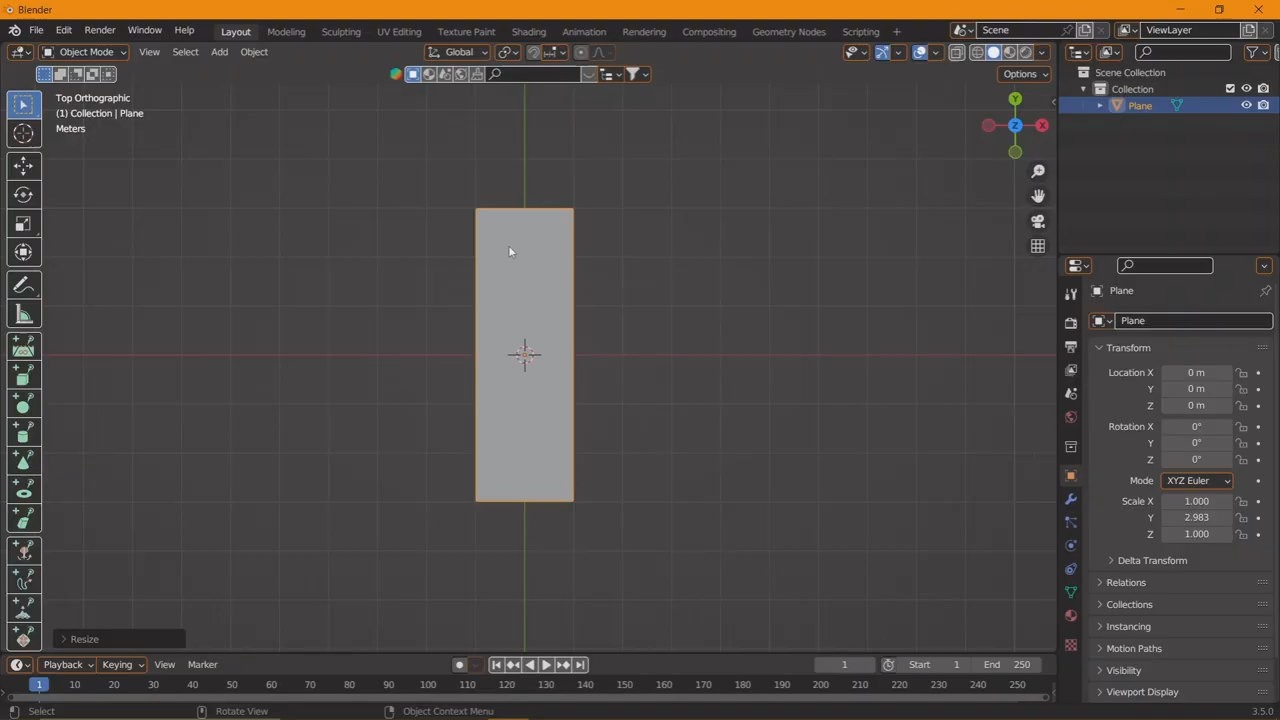 Blender
File Edit Render Window Help Layout Modeling Sculpting UV Editing Texture Paint Shading Animation Rendering Compositing Geometry Nodes Scripting Scene ViewLayer
Object Mode View Select Add Object Global
Options
Top Orthographic
(1) Collection | Plane
Meters
Y
Z
X
Scene Collection
Collection
Plane
Plane
Plane
Transform
Location X 0 m
Y 0 m
Z 0 m
Rotation X 0°
Y 0°
Z 0°
Mode XYZ Euler
Scale X 1.000
Y 2.983
Z 1.000
Delta Transform
Relations
Collections
Instancing
Motion Paths
Visibility
Viewport Display
Resize
Playback Keying View Marker 1 Start 1 End 250
1 10 20 30 40 50 60 70 80 90 100 110 120 130 140 150 160 170 180 190 200 210 220 230 240 250
Select Rotate View Object Context Menu 3.5.0